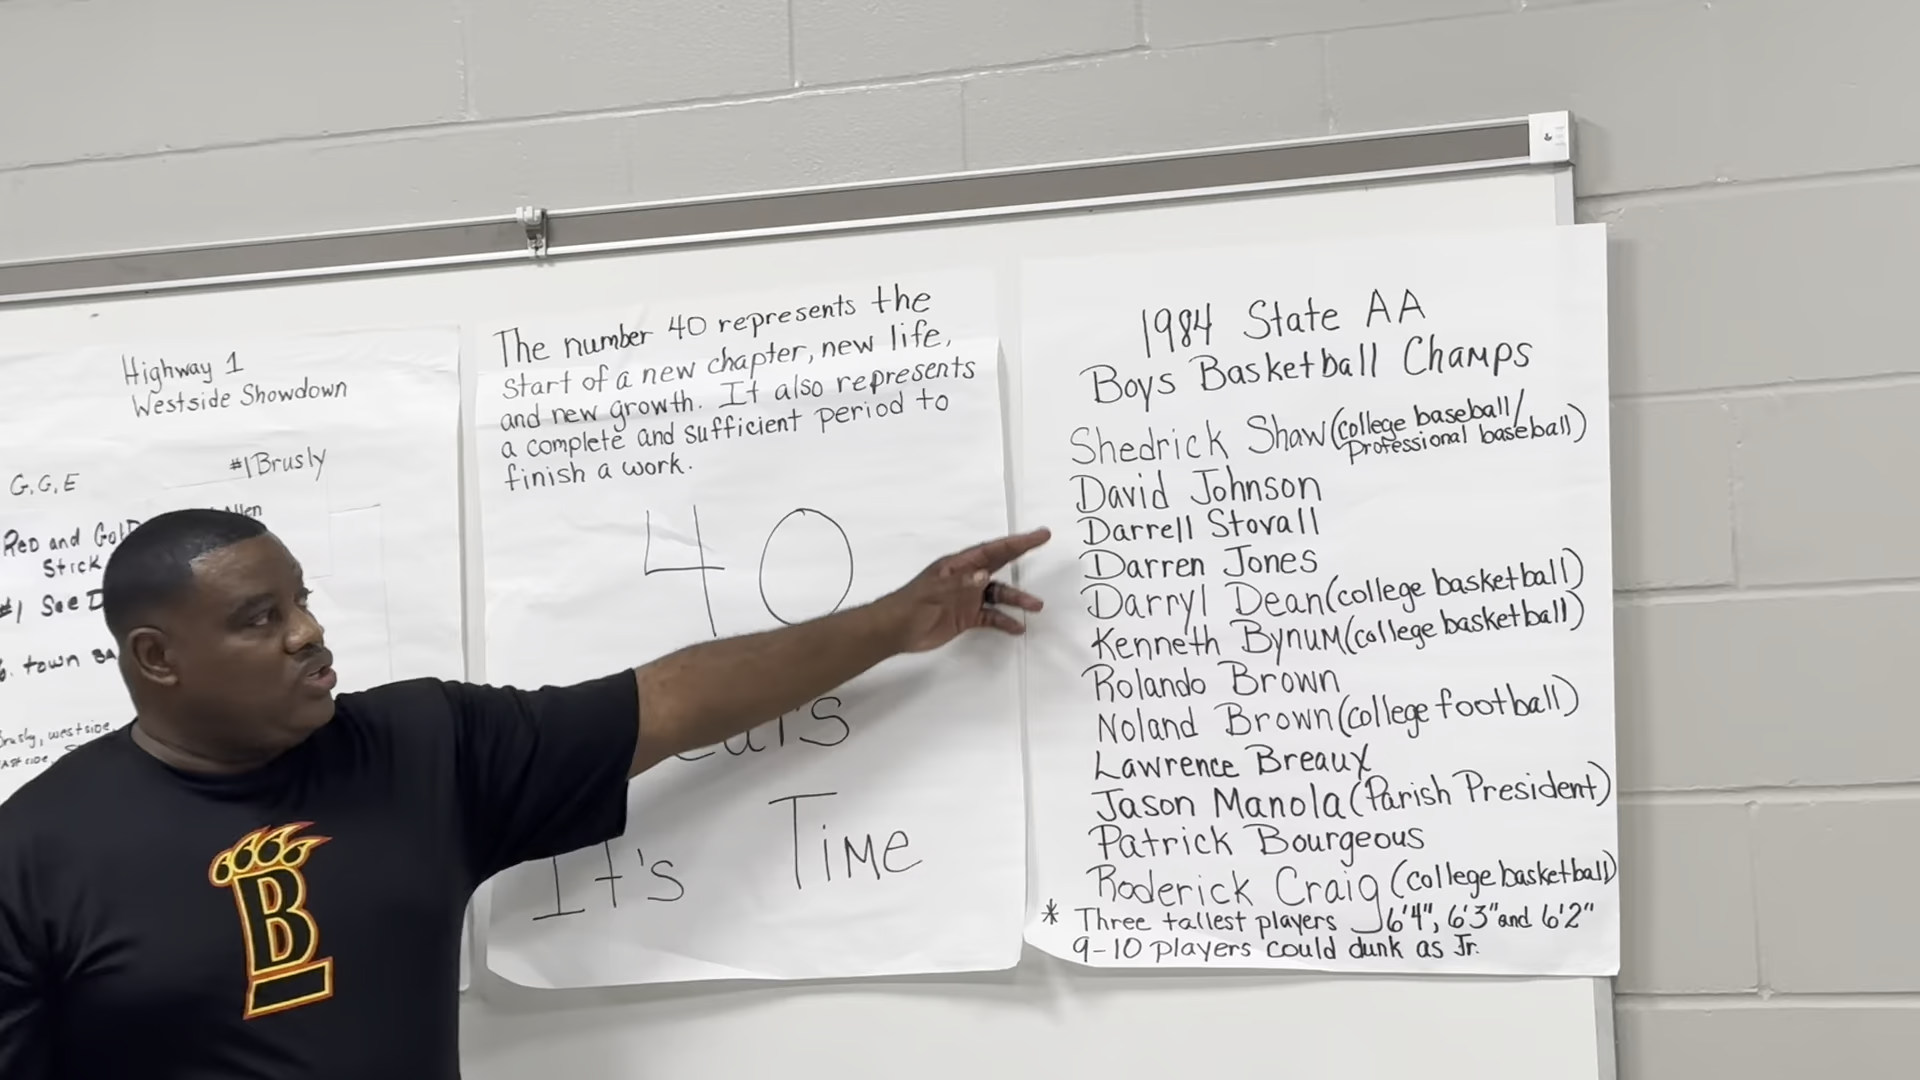 Highway 1
Westside Showdown
G.G.E
#1 Brusly
Allen
Red and Gold
Stick
#1 See
town
Brusly, westside,
The number 40 represents the
start of a new chapter, new life,
and new growth. It also represents
a complete and sufficient period to
finish a work.
40
It's Time
1984 State AA
Boys Basketball Champs
Shedrick Shaw (college baseball/
Professional baseball)
David Johnson
Darrell Stovall
Darren Jones
Darryl Dean (college basketball)
Kenneth Bynum (college basketball)
Rolando Brown
Noland Brown (college football)
Lawrence Breaux
Jason Manola (Parish President)
Patrick Bourgeous
Roderick Craig (college basketball)
* Three tallest players 6'4", 6'3" and 6'2"
9-10 players could dunk as Jr.
B